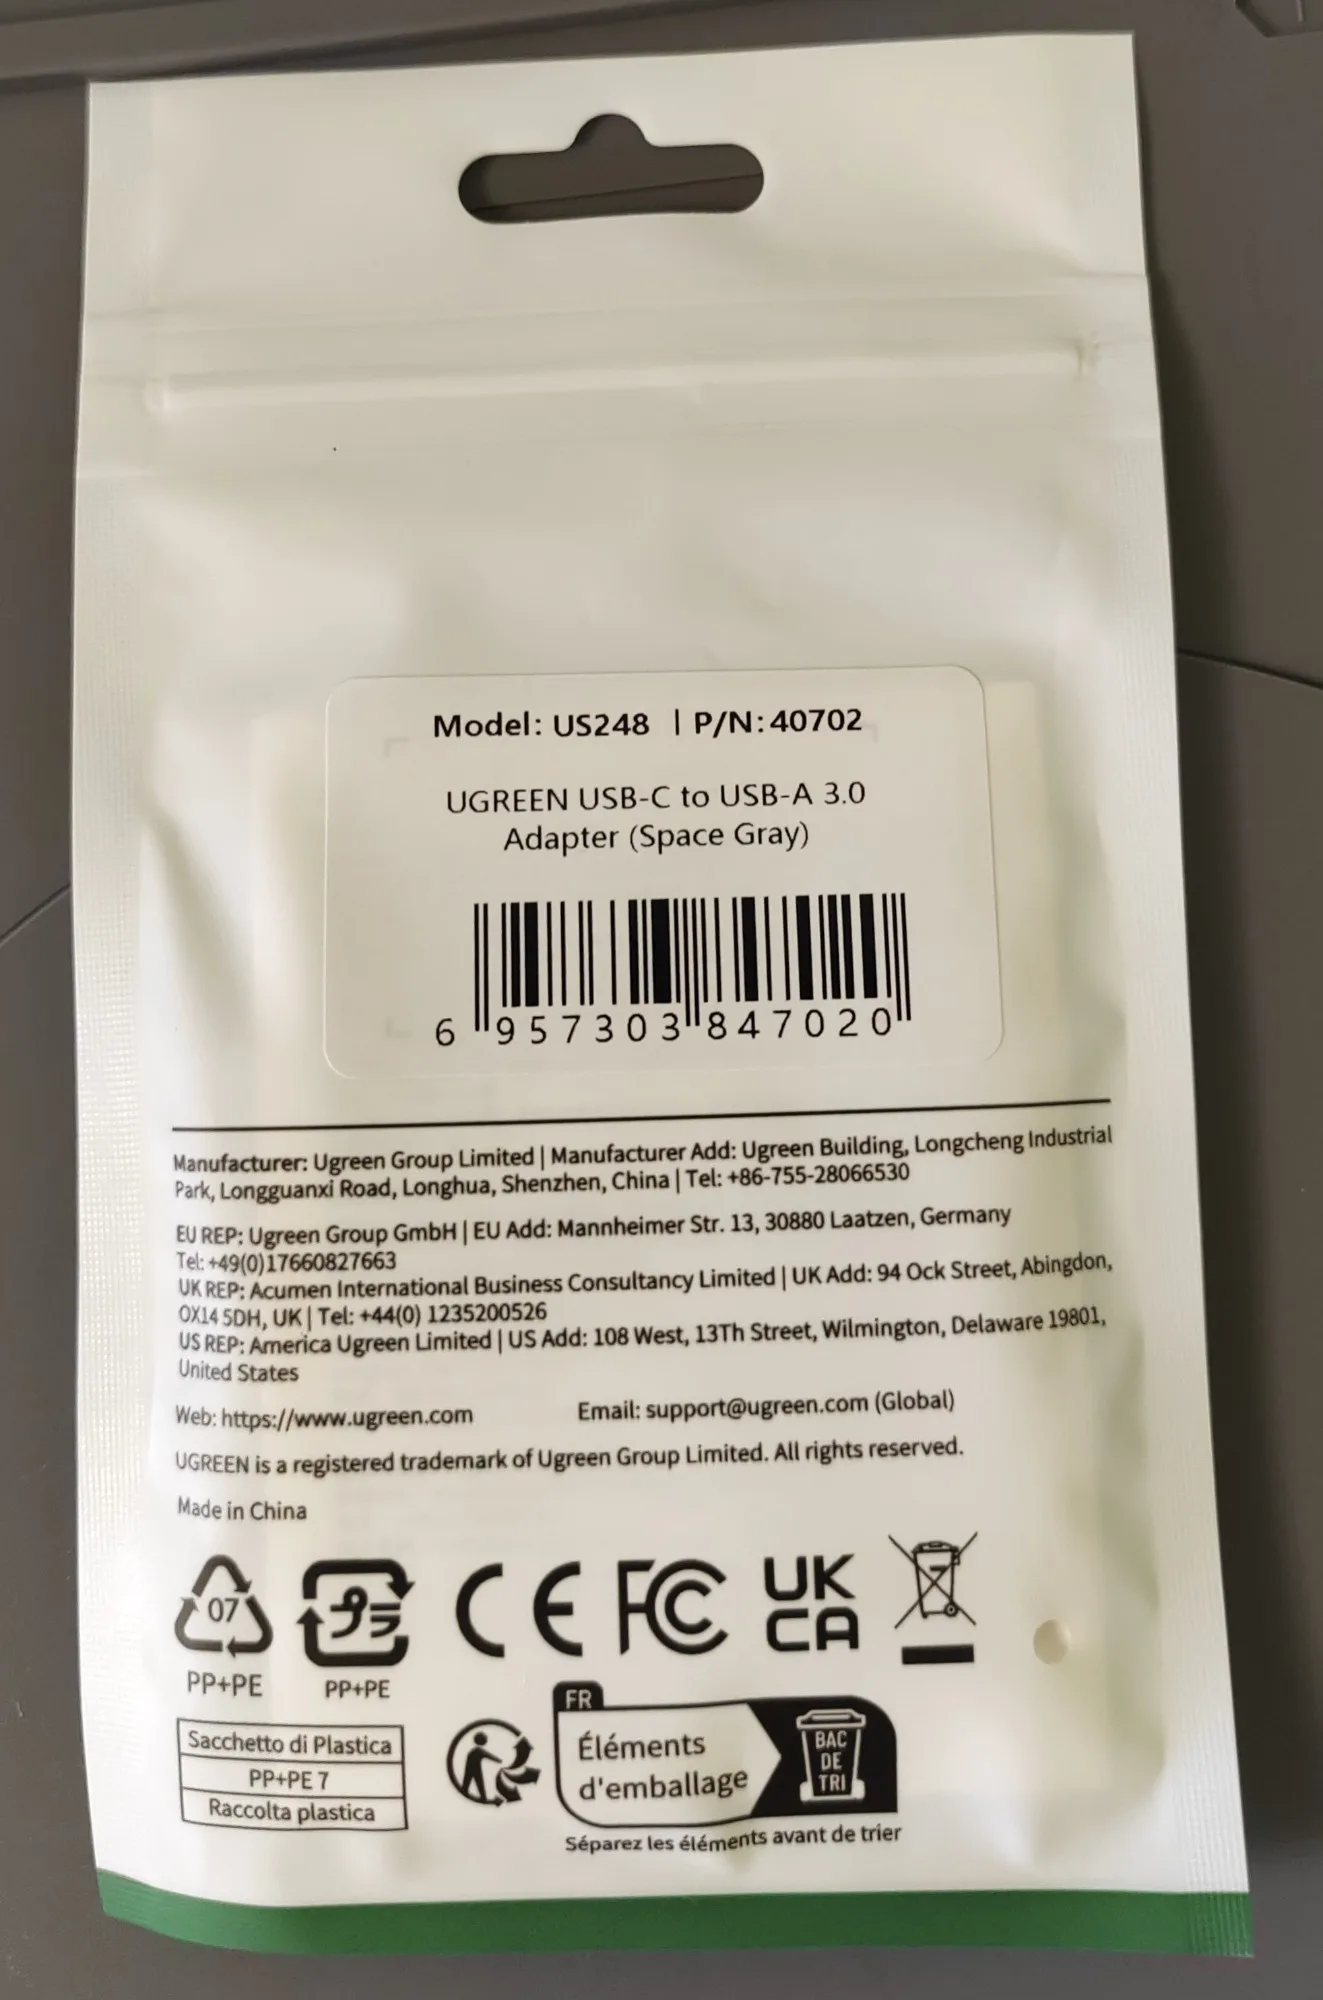 Model: US248 | P/N: 40702
UGREEN USB-C to USB-A 3.0
Adapter (Space Gray)
6 957303 847020
Manufacturer: Ugreen Group Limited | Manufacturer Add: Ugreen Building, Longcheng Industrial
Park, Longguanxi Road, Longhua, Shenzhen, China | Tel: +86-755-28066530
EU REP: Ugreen Group GmbH | EU Add: Mannheimer Str. 13, 30880 Laatzen, Germany
Tel: +49(0)17660827663
UK REP: Acumen International Business Consultancy Limited | UK Add: 94 Ock Street, Abingdon,
OX14 5DH, UK | Tel: +44(0) 1235200526
US REP: America Ugreen Limited | US Add: 108 West, 13Th Street, Wilmington, Delaware 19801,
United States
Web: https://www.ugreen.com Email: support@ugreen.com (Global)
UGREEN is a registered trademark of Ugreen Group Limited. All rights reserved.
Made in China
07
プラ
CE
FC
UK
CA
PP+PE
PP+PE
Sacchetto di Plastica
PP+PE 7
Raccolta plastica
FR
Éléments
d'emballage
BAC
DE
TRI
Séparez les éléments avant de trier